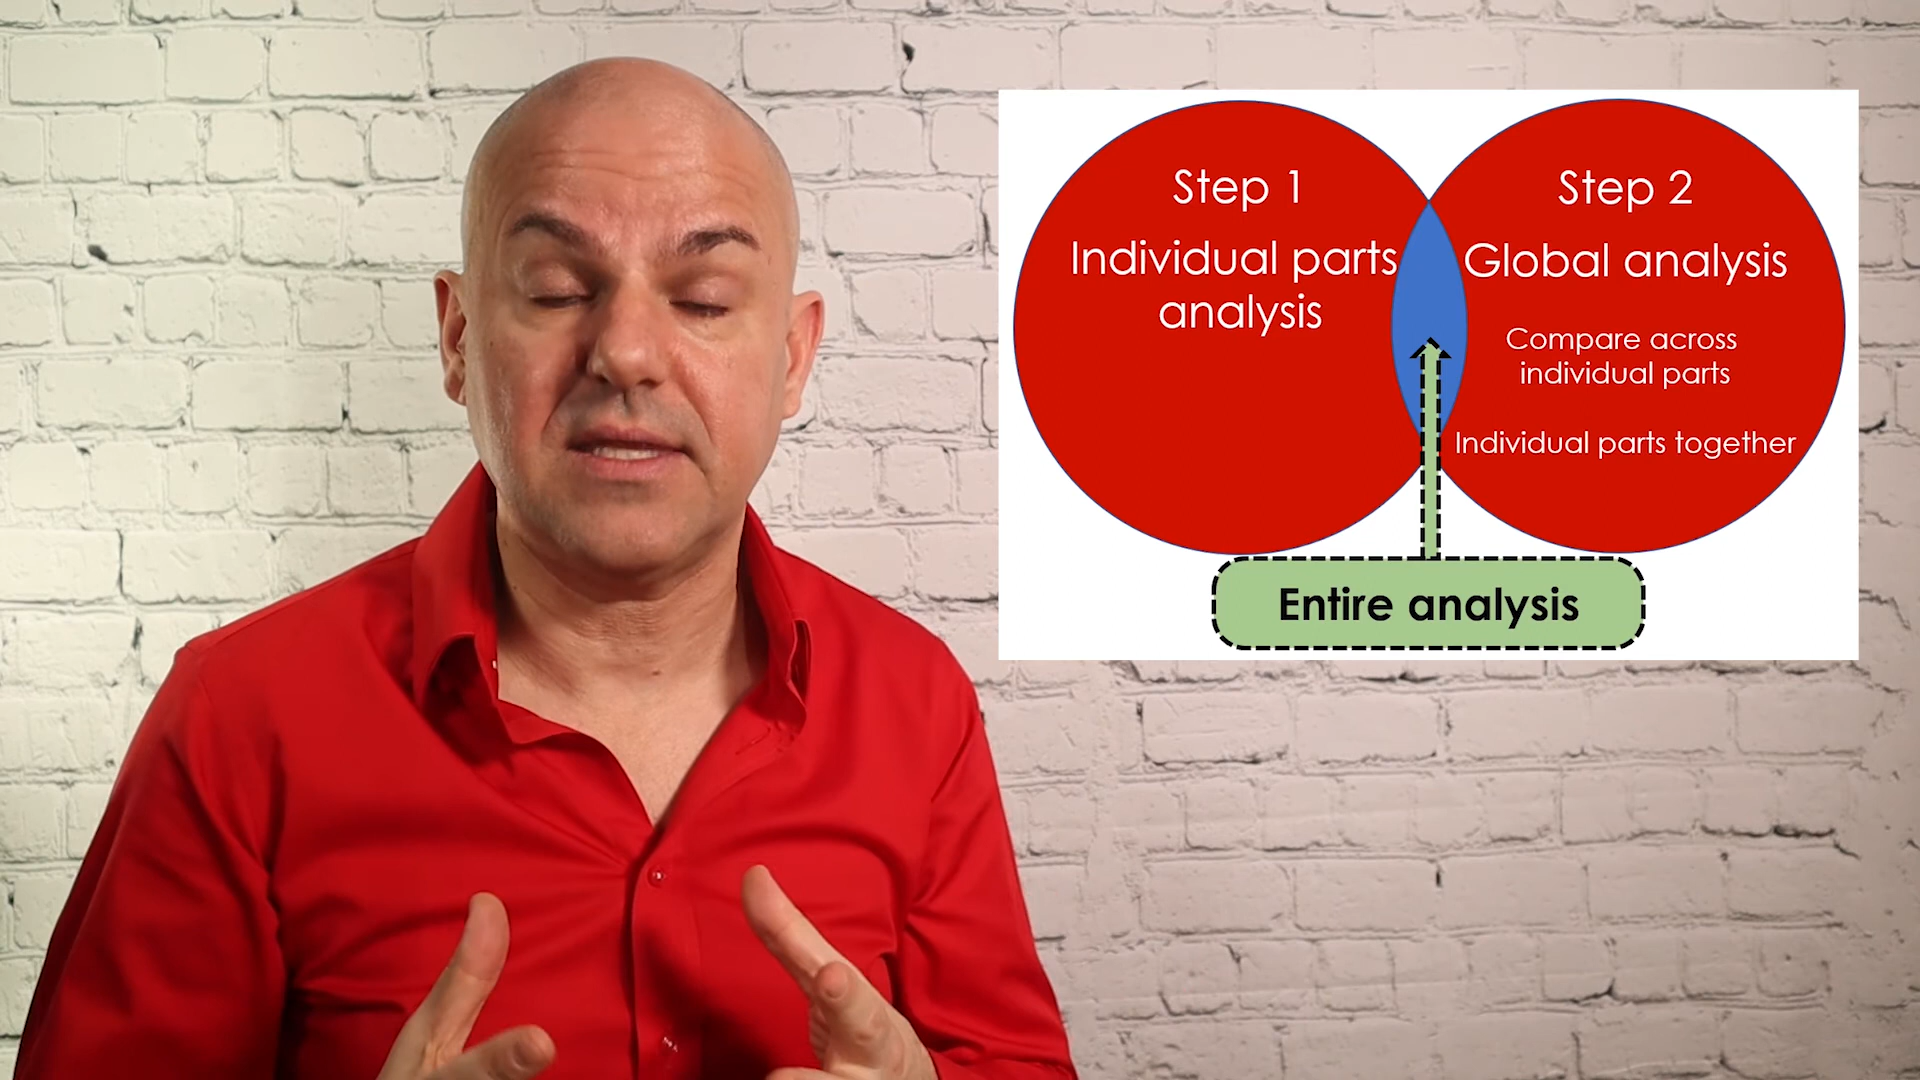 Step 1
Individual parts
analysis
Step 2
Global analysis
Compare across
individual parts
Individual parts together
Entire analysis